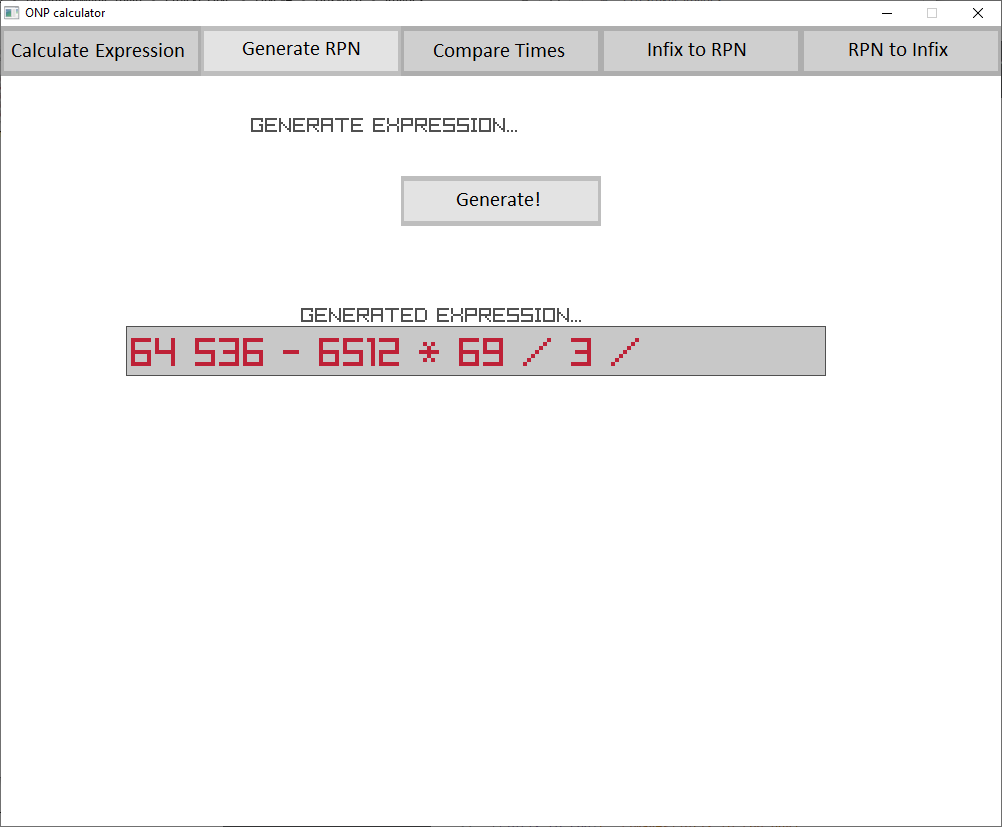 ONP calculator
Calculate Expression Generate RPN Compare Times Infix to RPN RPN to Infix
GENERATE EXPRESSION...
Generate!
GENERATED EXPRESSION...
64 536 - 6512 * 69 / 3 /